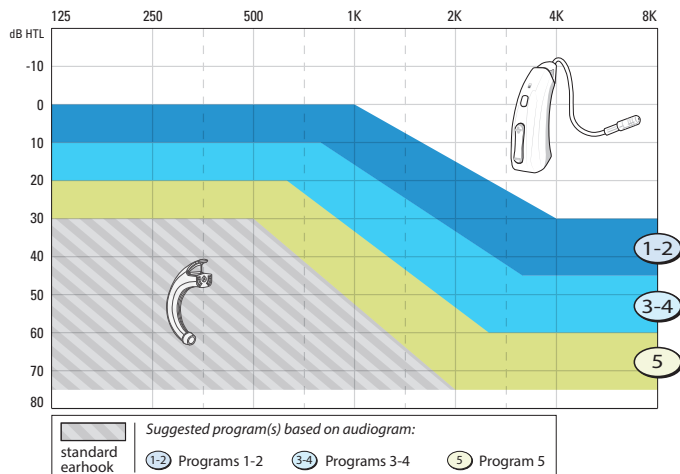 125 250 500 1K 2K 4K 8K
dB HTL
-10
0
10
20
30
40
50
60
70
80
1-2
3-4
5
standard
earhook
Suggested program(s) based on audiogram:
1-2 Programs 1-2 3-4 Programs 3-4 5 Program 5